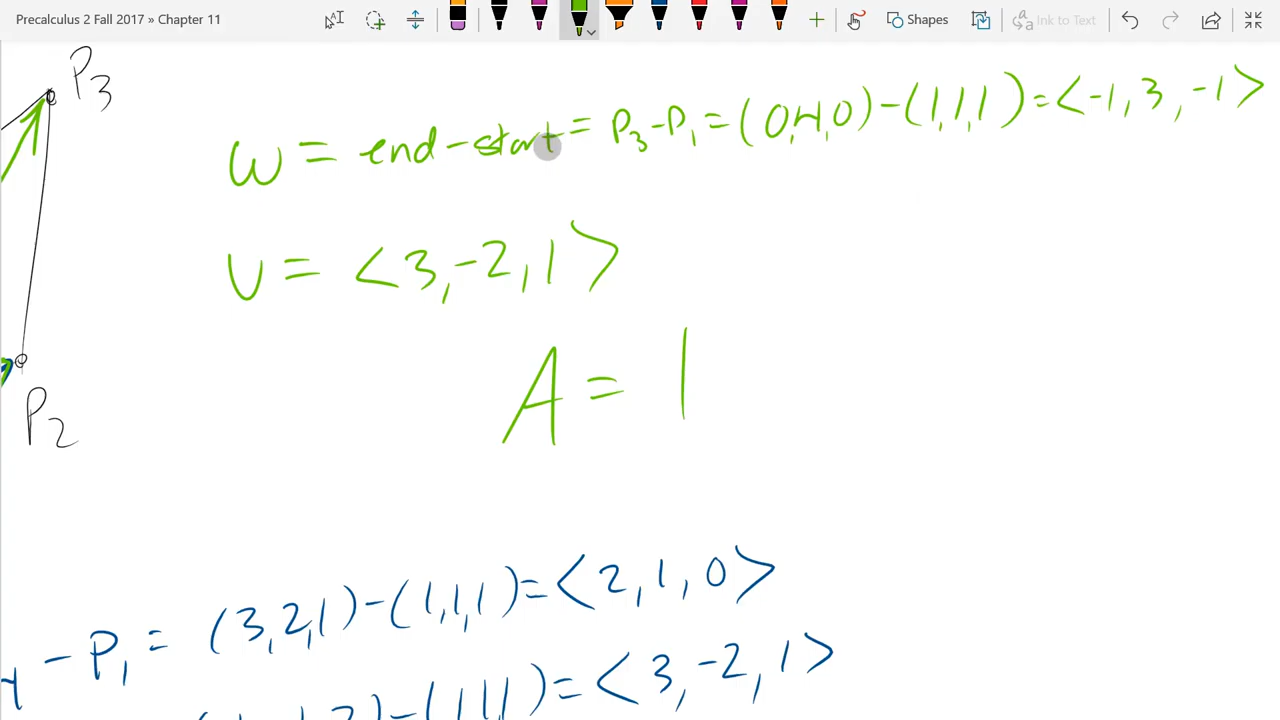 Precalculus 2 Fall 2017 » Chapter 11
Shapes
Ink to Text
P3
w = end-start = P3-P1 = (0,4,0)-(1,1,1)=<-1,3,-1>
U = <3,-2,1>
A = |
P2
- P1 = (3,2,1)-(1,1,1)=<2,1,0>
-(1,1,1)=<3,-2,1>